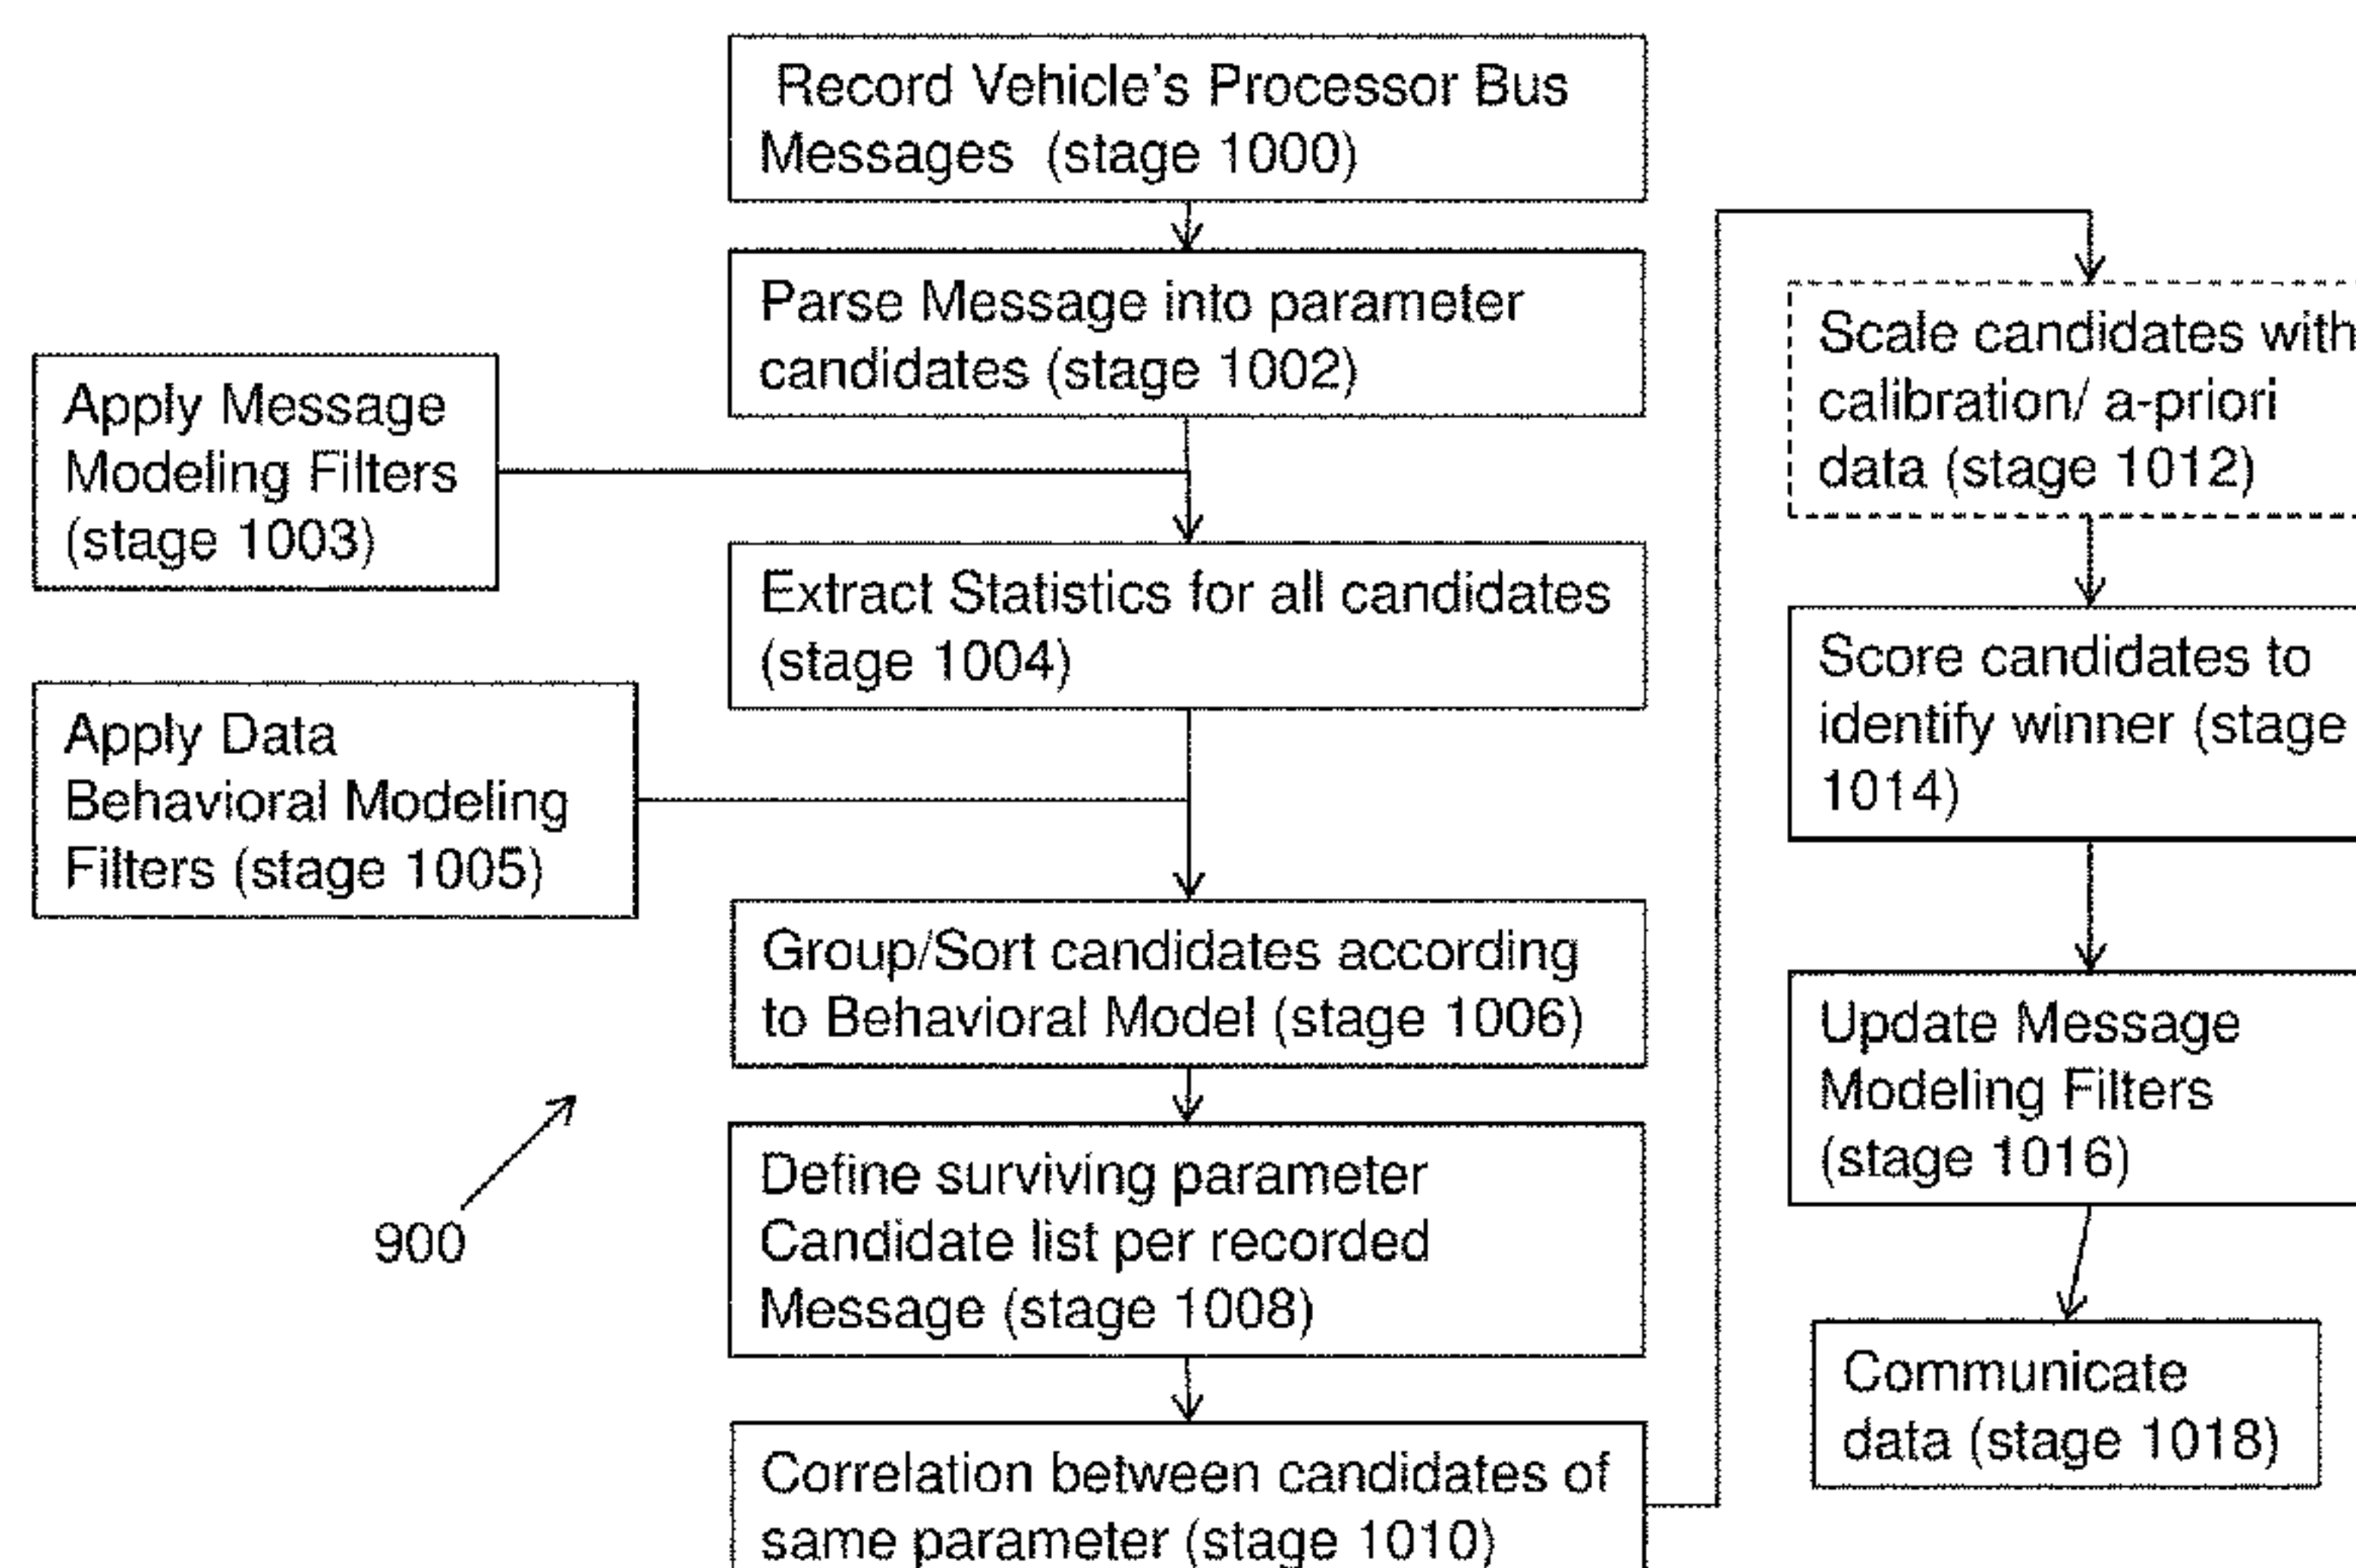 Record Vehicle's Processor Bus
Messages (stage 1000)
Parse Message into parameter
candidates (stage 1002)
Apply Message
Modeling Filters
(stage 1003)
Extract Statistics for all candidates
(stage 1004)
Apply Data
Behavioral Modeling
Filters (stage 1005)
Group/Sort candidates according
to Behavioral Model (stage 1006)
Define surviving parameter
Candidate list per recorded
Message (stage 1008)
Correlation between candidates of
same parameter (stage 1010)
Scale candidates with
calibration/ a-priori
data (stage 1012)
Score candidates to
identify winner (stage
1014)
Update Message
Modeling Filters
(stage 1016)
Communicate
data (stage 1018)
900